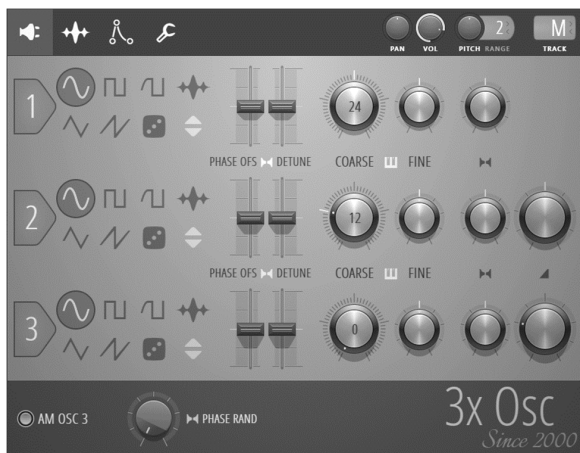 2
M
PAN VOL PITCH RANGE TRACK
1
24
PHASE OFS DETUNE COARSE FINE
2
12
PHASE OFS DETUNE COARSE FINE
3
0
AM OSC 3
PHASE RAND
3x Osc
Since 2000